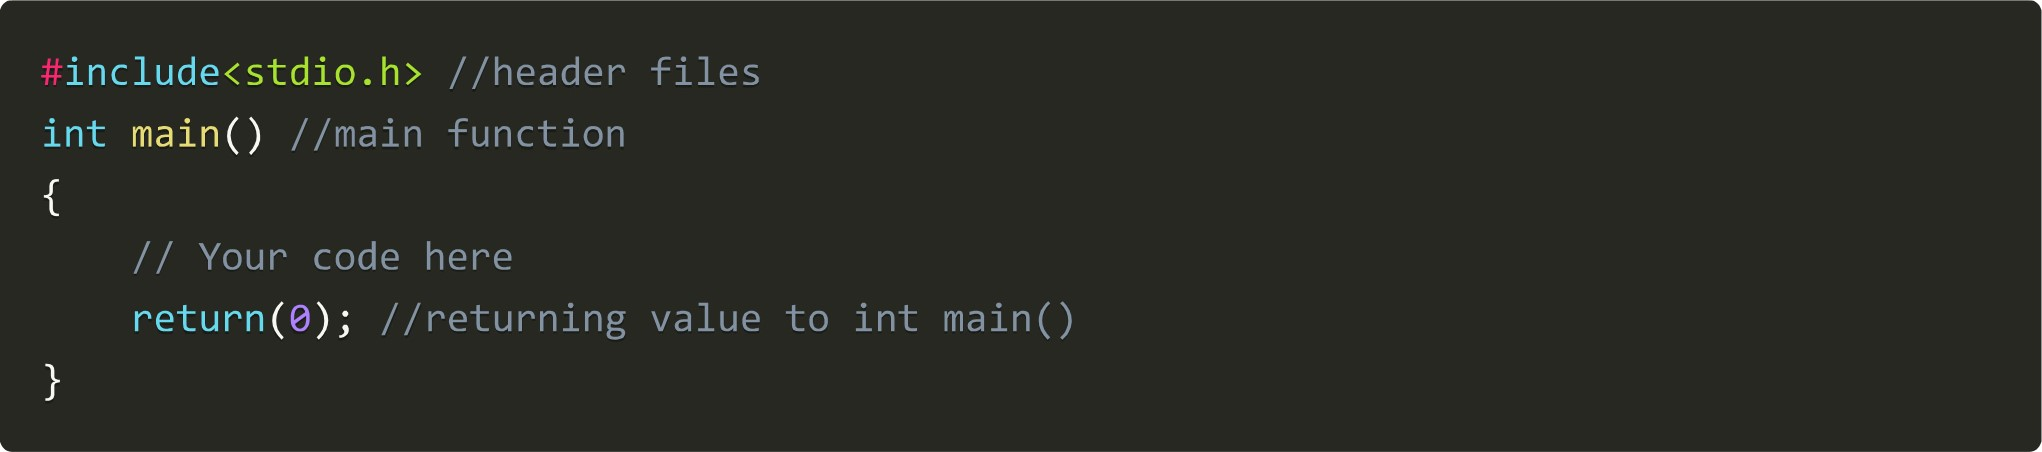 #include<stdio.h> //header files
int main() //main function
{
    // Your code here
    return(0); //returning value to int main()
}